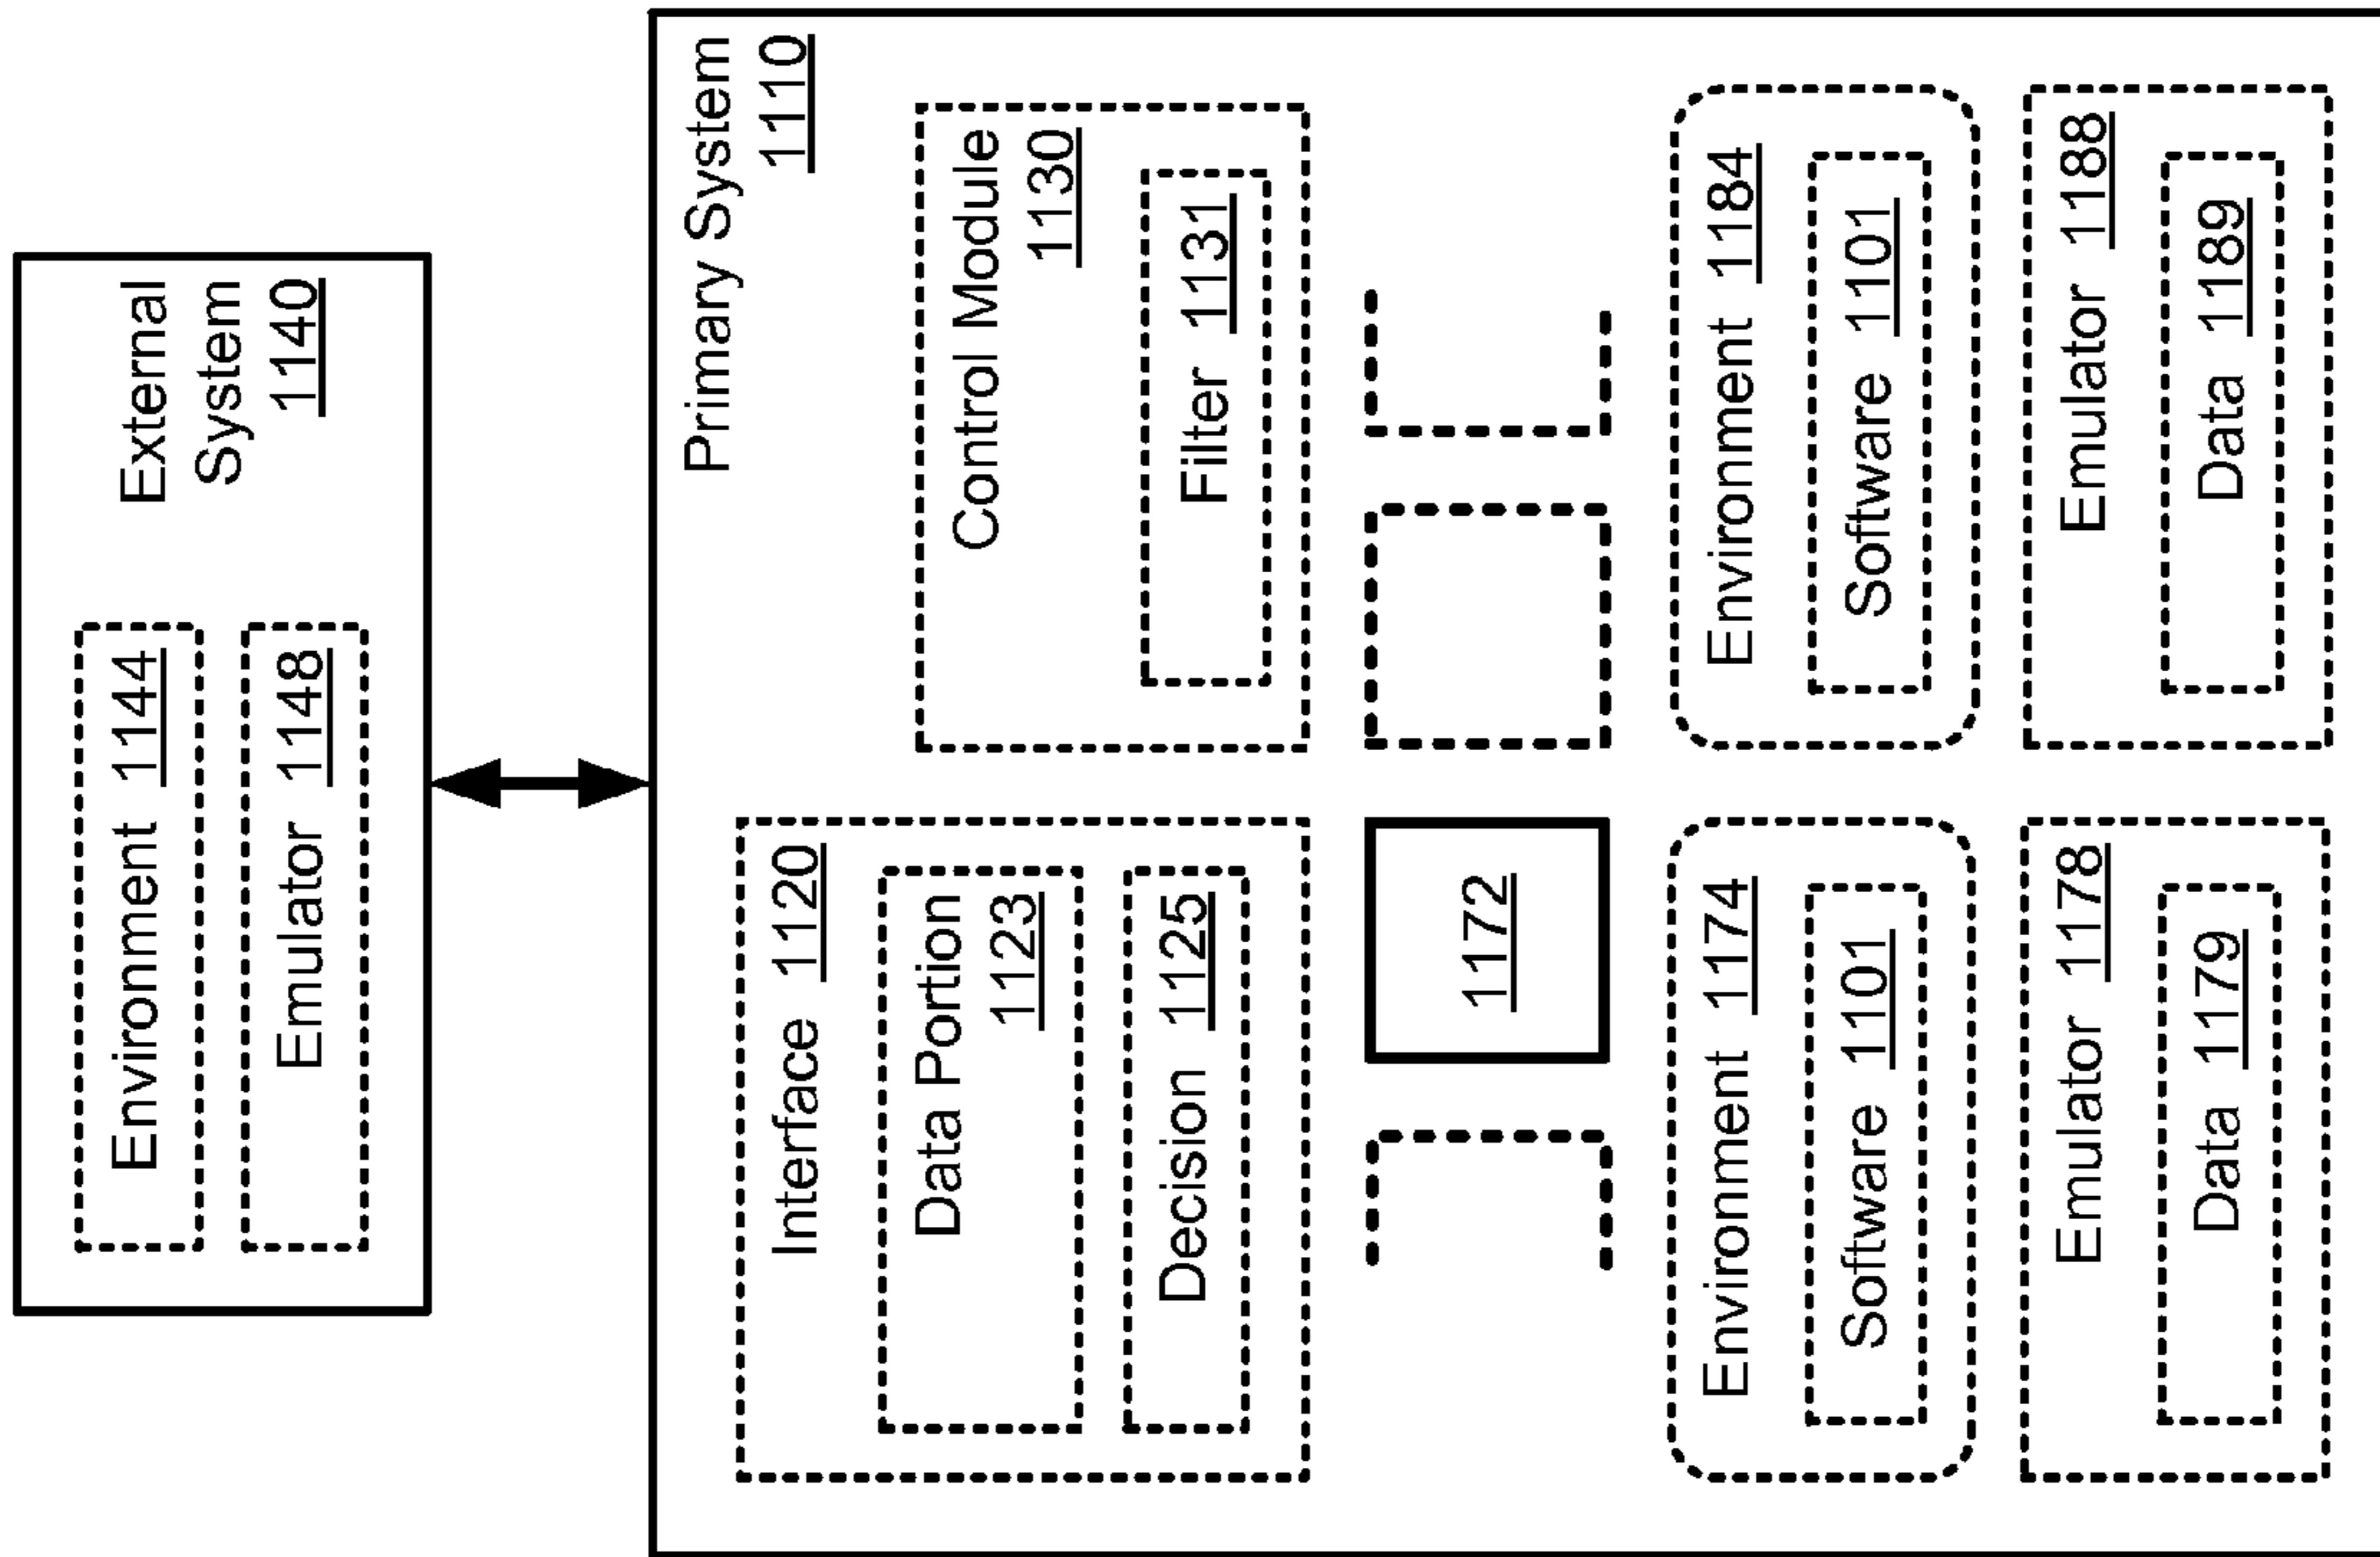 External
System
1140
Environment 1144
Emulator 1148
Primary System
1110
Interface 1120
Data Portion
1123
Decision 1125
Control Module
1130
Filter 1131
1172
Environment 1174
Software 1101
Environment 1184
Software 1101
Emulator 1178
Data 1179
Emulator 1188
Data 1189